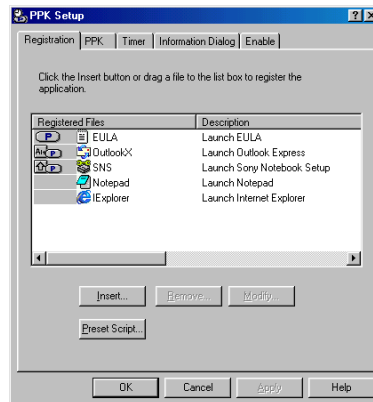 PPK Setup
Registration PPK Timer Information Dialog Enable
Click the Insert button or drag a file to the list box to register the
application.
Registered Files Description
P EULA Launch EULA
Alt P OutlookX Launch Outlook Express
P SNS Launch Sony Notebook Setup
Notepad Launch Notepad
IExplorer Launch Internet Explorer
Insert... Remove... Modify...
Preset Script...
OK Cancel Apply Help